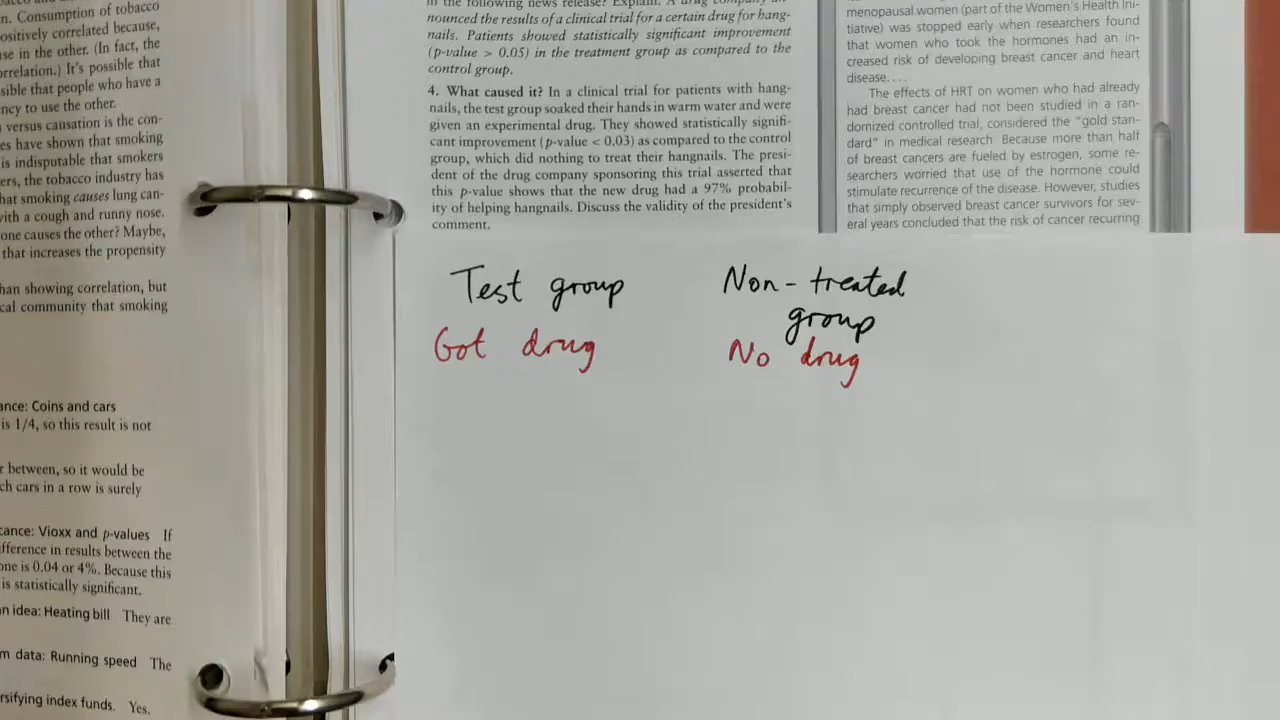 n. Consumption of tobacco
ositively correlated because,
se in the other. (In fact, the
rrelation.) It's possible that
sible that people who have a
ncy to use the other.
versus causation is the con-
es have shown that smoking
is indisputable that smokers
ers, the tobacco industry has
hat smoking causes lung can-
with a cough and runny nose.
one causes the other? Maybe,
that increases the propensity
han showing correlation, but
cal community that smoking
ance: Coins and cars
is 1/4, so this result is not
r between, so it would be
ch cars in a row is surely
cance: Vioxx and p-values If
ifference in results between the
one is 0.04 or 4%. Because this
is statistically significant.
n idea: Heating bill They are
m data: Running speed The
rsifying index funds. Yes.
in the following news release? Explain. A drug company an-
nounced the results of a clinical trial for a certain drug for hang-
nails. Patients showed statistically significant improvement
(p-value > 0.05) in the treatment group as compared to the
control group.
4. What caused it? In a clinical trial for patients with hang-
nails, the test group soaked their hands in warm water and were
given an experimental drug. They showed statistically signifi-
cant improvement (p-value < 0.03) as compared to the control
group, which did nothing to treat their hangnails. The presi-
dent of the drug company sponsoring this trial asserted that
this p-value shows that the new drug had a 97% probabil-
ity of helping hangnails. Discuss the validity of the president's
comment.
menopausal women (part of the Women's Health Ini-
tiative) was stopped early when researchers found
that women who took the hormones had an in-
creased risk of developing breast cancer and heart
disease. . . .
The effects of HRT on women who had already
had breast cancer had not been studied in a ran-
domized controlled trial, considered the "gold stan-
dard" in medical research Because more than half
of breast cancers are fueled by estrogen, some re-
searchers worried that use of the hormone could
stimulate recurrence of the disease. However, studies
that simply observed breast cancer survivors for sev-
eral years concluded that the risk of cancer recurring
Test group
Non-treated
group
Got drug
No drug